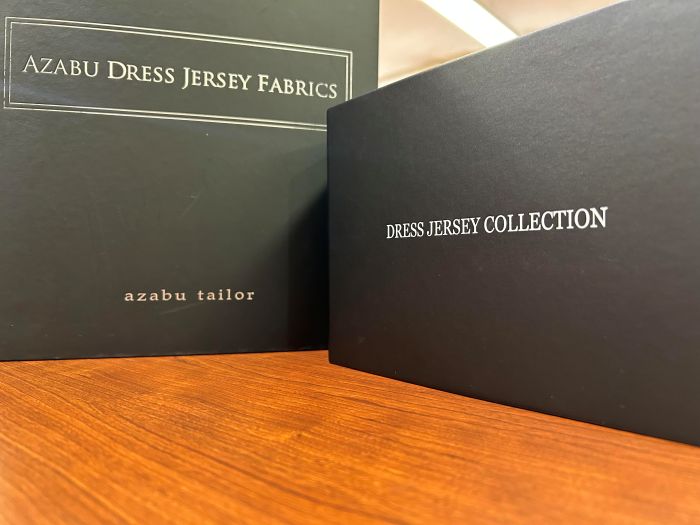 AZABU DRESS JERSEY FABRICS
azabu tailor
DRESS JERSEY COLLECTION